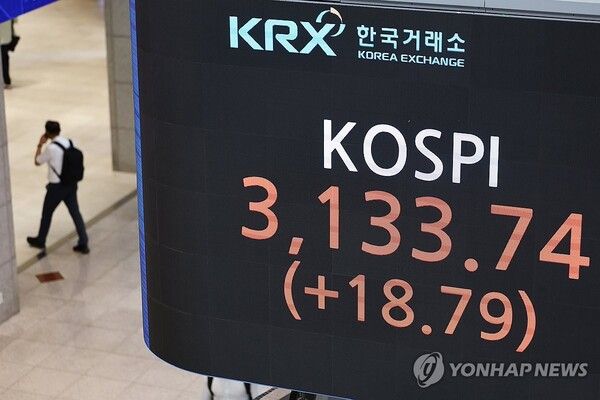 KRX 한국거래소
KOREA EXCHANGE
KOSPI
3,133.74
(+18.79)
YONHAP NEWS